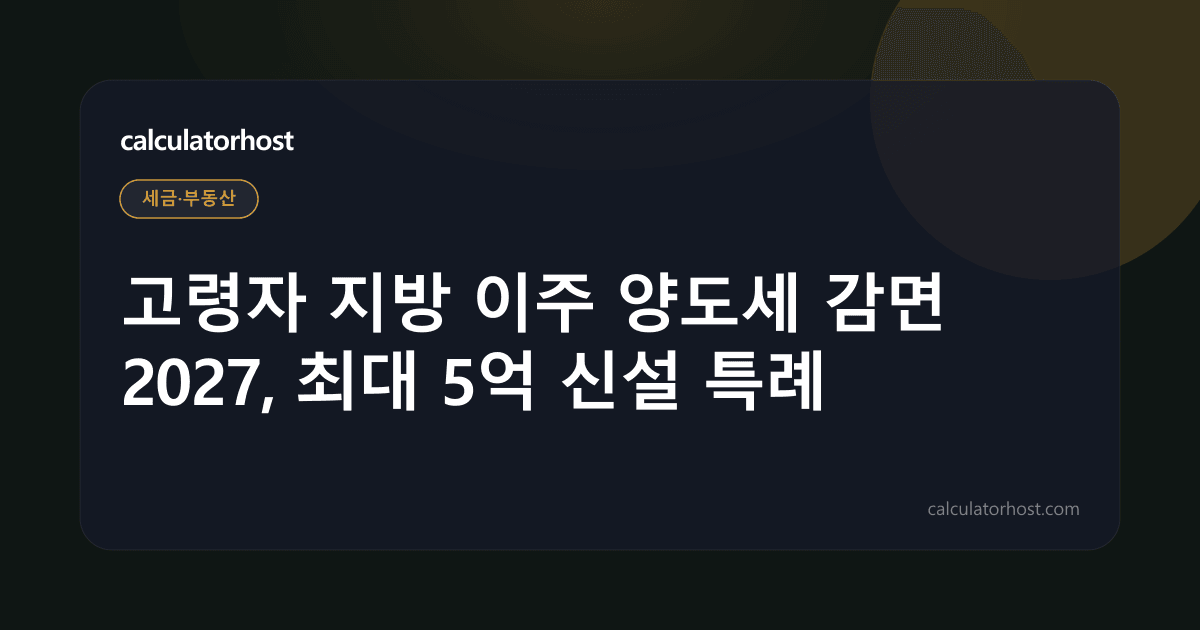 calculatorhost
세금·부동산
고령자 지방 이주 양도세 감면
2027, 최대 5억 신설 특례
calculatorhost.com